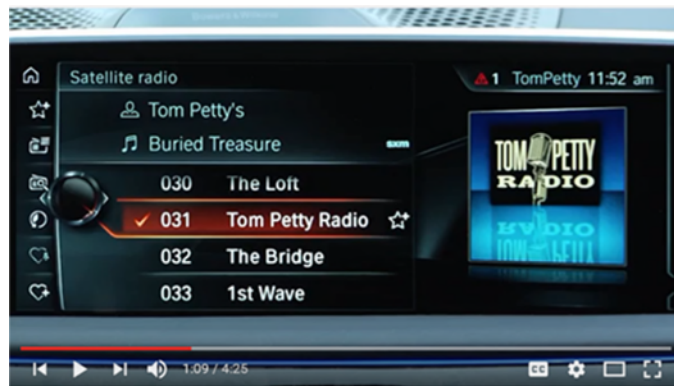 Satellite radio
1 TomPetty 11:52 am
Tom Petty's
Buried Treasure
sxm
030 The Loft
031 Tom Petty Radio
032 The Bridge
033 1st Wave
TOM PETTY
RADIO
1:09 / 4:25
CC